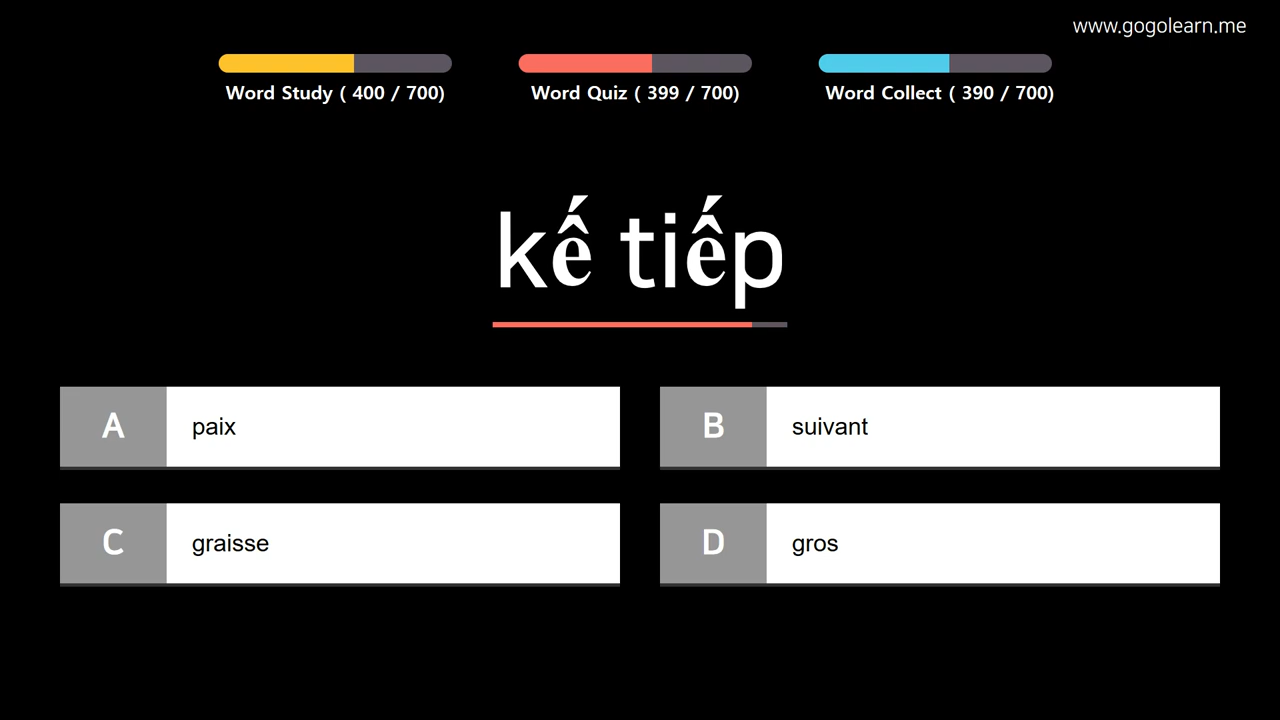 www.gogolearn.me
Word Study ( 400 / 700)
Word Quiz ( 399 / 700)
Word Collect ( 390 / 700)
kế tiếp
A paix
B suivant
C graisse
D gros